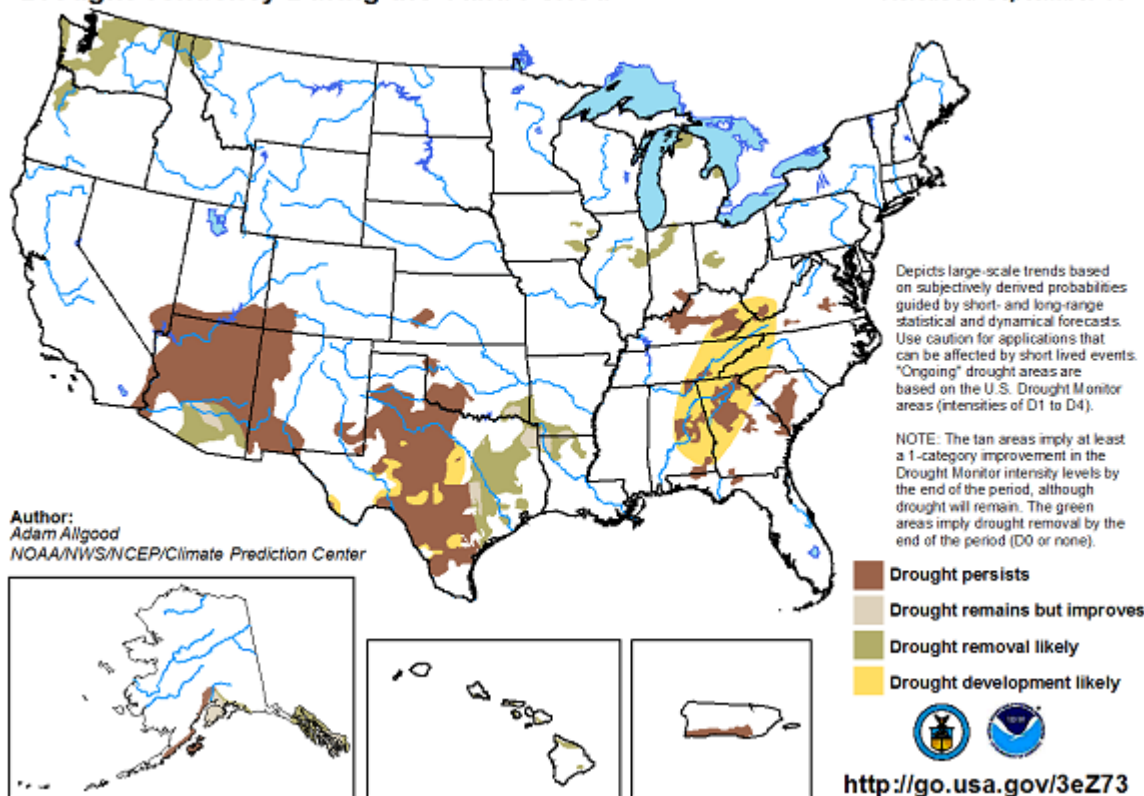 Depicts large-scale trends based
on subjectively derived probabilities
guided by short- and long-range
statistical and dynamical forecasts.
Use caution for applications that
can be affected by short lived events.
"Ongoing" drought areas are
based on the U.S. Drought Monitor
areas (intensities of D1 to D4).
NOTE: The tan areas imply at least
a 1-category improvement in the
Drought Monitor intensity levels by
the end of the period, although
drought will remain. The green
areas imply drought removal by the
end of the period (D0 or none).
Author:
Adam Allgood
NOAA/NWS/NCEP/Climate Prediction Center
Drought persists
Drought remains but improves
Drought removal likely
Drought development likely
http://go.usa.gov/3eZ73